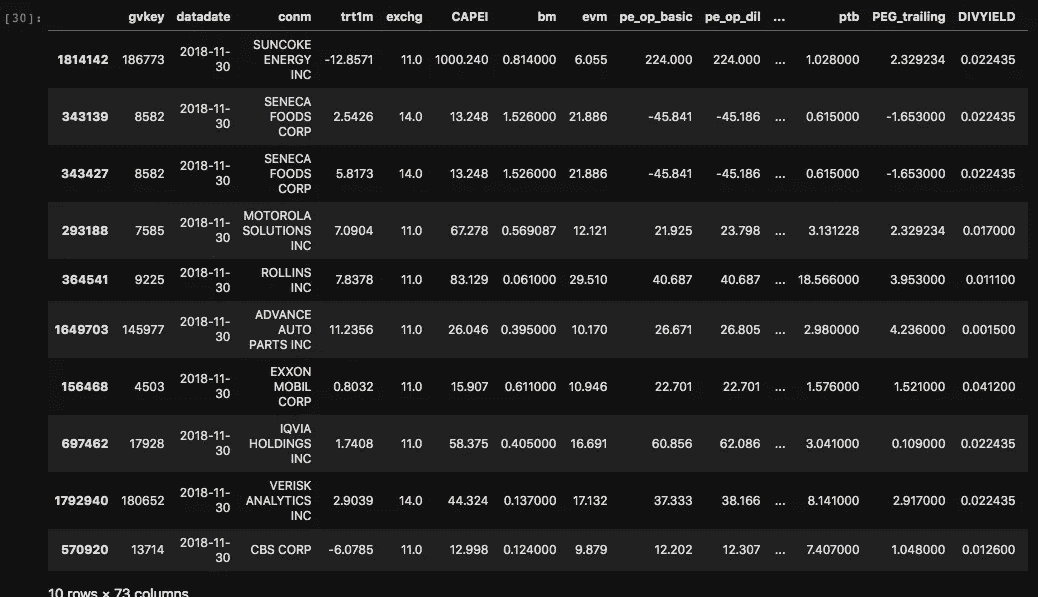 [30]:
gvkey datadate conm trt1m exchg CAPEI bm evm pe_op_basic pe_op_dil ... ptb PEG_trailing DIVYIELD
1814142 186773 2018-11-30 SUNCOKE ENERGY INC -12.8571 11.0 1000.240 0.814000 6.055 224.000 224.000 ... 1.028000 2.329234 0.022435
343139 8582 2018-11-30 SENECA FOODS CORP 2.5426 14.0 13.248 1.526000 21.886 -45.841 -45.186 ... 0.615000 -1.653000 0.022435
343427 8582 2018-11-30 SENECA FOODS CORP 5.8173 14.0 13.248 1.526000 21.886 -45.841 -45.186 ... 0.615000 -1.653000 0.022435
293188 7585 2018-11-30 MOTOROLA SOLUTIONS INC 7.0904 11.0 67.278 0.569087 12.121 21.925 23.798 ... 3.131228 2.329234 0.017000
364541 9225 2018-11-30 ROLLINS INC 7.8378 11.0 83.129 0.061000 29.510 40.687 40.687 ... 18.566000 3.953000 0.011100
1649703 145977 2018-11-30 ADVANCE AUTO PARTS INC 11.2356 11.0 26.046 0.395000 10.170 26.671 26.805 ... 2.980000 4.236000 0.001500
156468 4503 2018-11-30 EXXON MOBIL CORP 0.8032 11.0 15.907 0.611000 10.946 22.701 22.701 ... 1.576000 1.521000 0.041200
697462 17928 2018-11-30 IQVIA HOLDINGS INC 1.7408 11.0 58.375 0.405000 16.691 60.856 62.086 ... 3.041000 0.109000 0.022435
1792940 180652 2018-11-30 VERISK ANALYTICS INC 2.9039 14.0 44.324 0.137000 17.132 37.333 38.166 ... 8.141000 2.917000 0.022435
570920 13714 2018-11-30 CBS CORP -6.0785 11.0 12.998 0.124000 9.879 12.202 12.307 ... 7.407000 1.048000 0.012600
10 rows × 73 columns